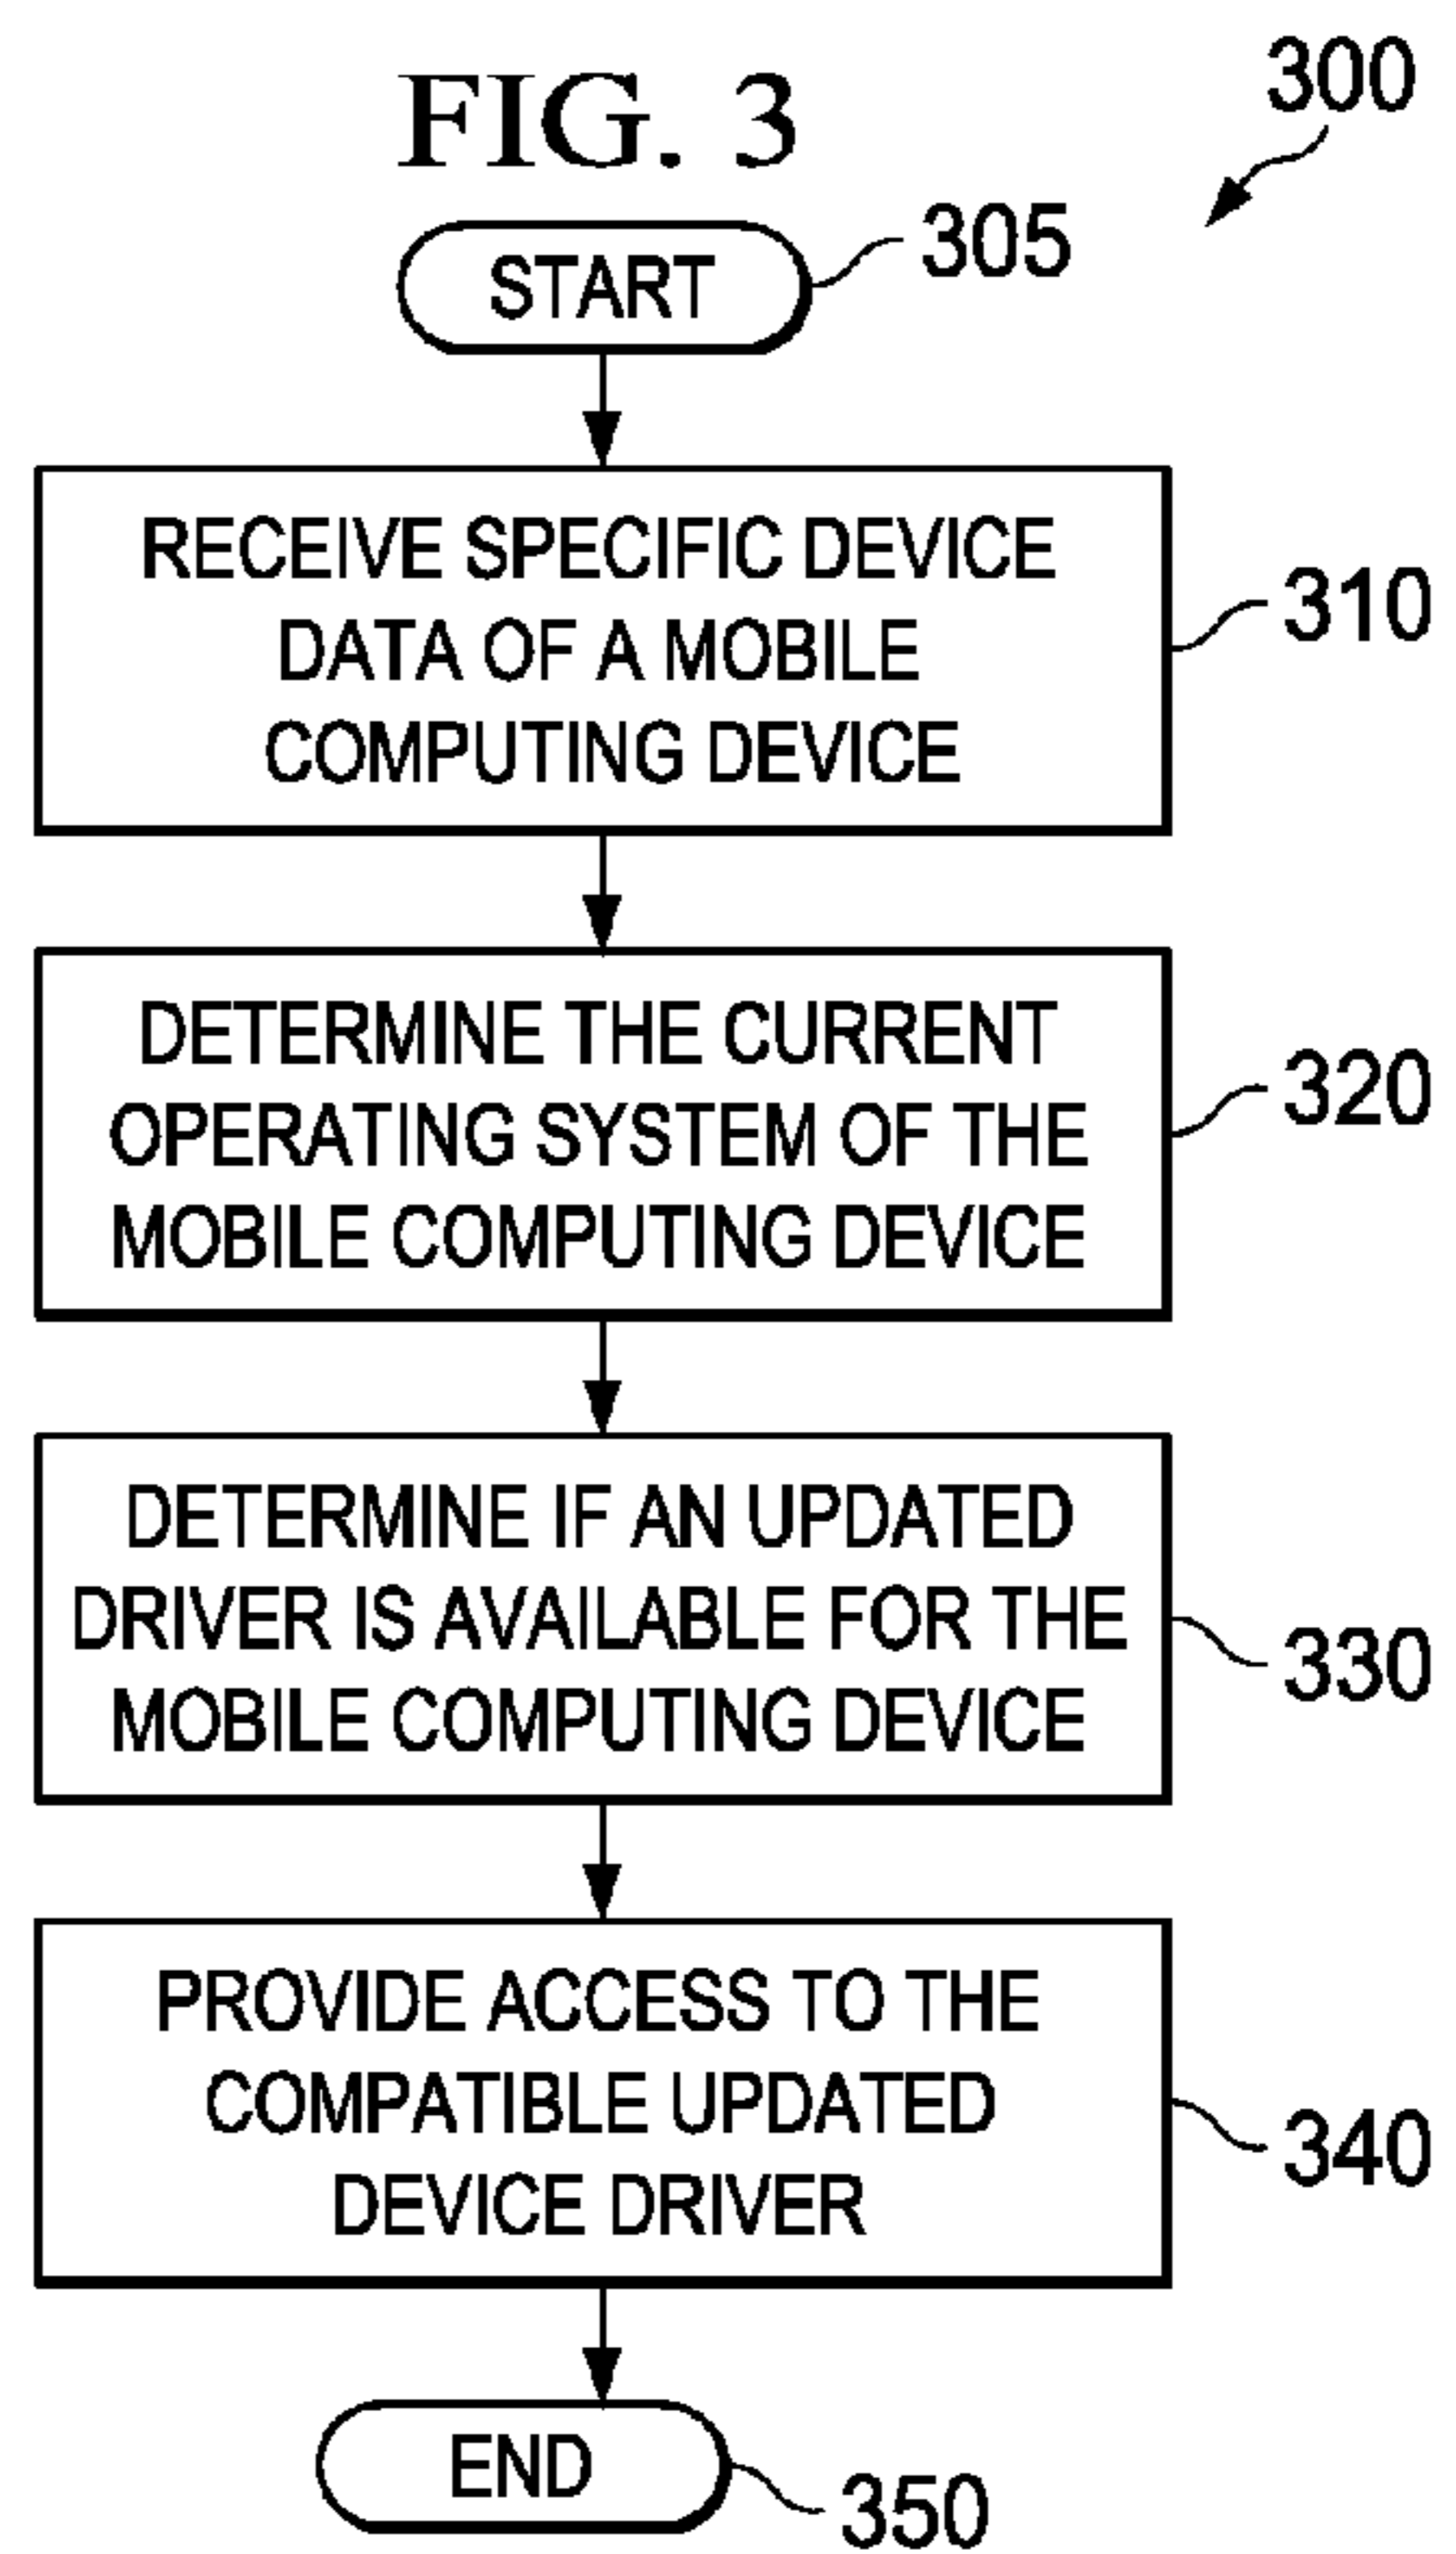 FIG. 3
300
START
305
RECEIVE SPECIFIC DEVICE
DATA OF A MOBILE
COMPUTING DEVICE
310
DETERMINE THE CURRENT
OPERATING SYSTEM OF THE
MOBILE COMPUTING DEVICE
320
DETERMINE IF AN UPDATED
DRIVER IS AVAILABLE FOR THE
MOBILE COMPUTING DEVICE
330
PROVIDE ACCESS TO THE
COMPATIBLE UPDATED
DEVICE DRIVER
340
END
350